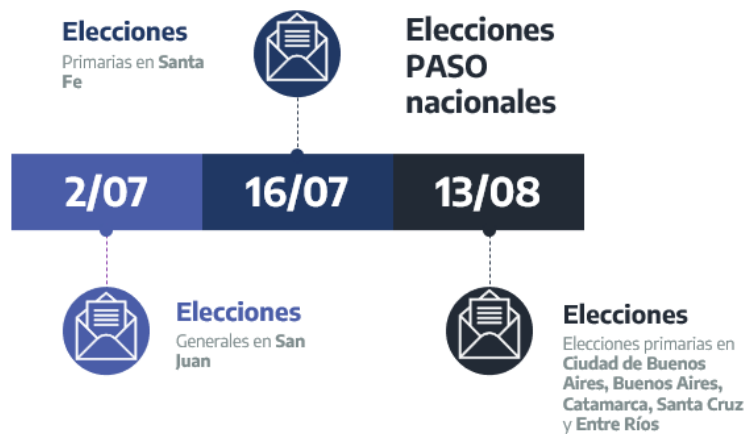 Elecciones
Primarias en Santa
Fe
Elecciones
PASO
nacionales
2/07
16/07
13/08
Elecciones
Generales en San
Juan
Elecciones
Elecciones primarias en
Ciudad de Buenos
Aires, Buenos Aires,
Catamarca, Santa Cruz
y Entre Ríos